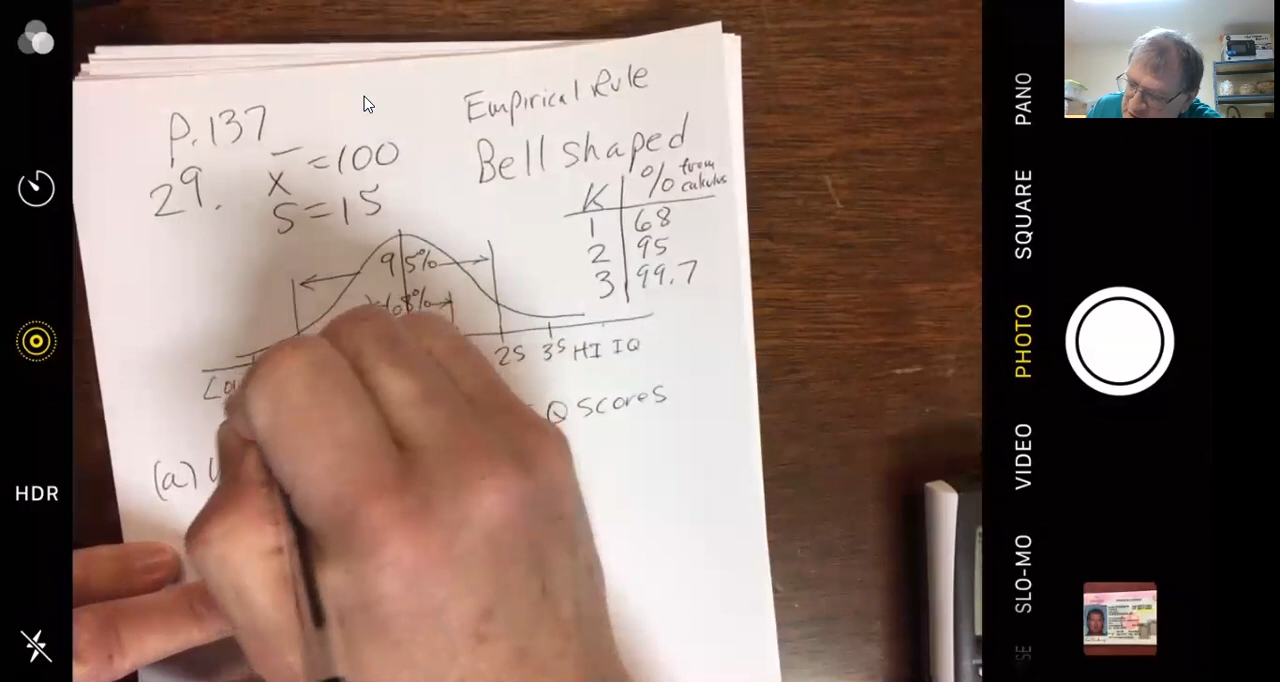 P.137
29. x̄ =100
S=15
Empirical Rule
Bell shaped
K | % from calculus
1 | 68
2 | 95
3 | 99.7
95%
68%
2S 3S HI IQ
Q Scores
(a)
HDR
PANO
SQUARE
PHOTO
VIDEO
SLO-MO
SE